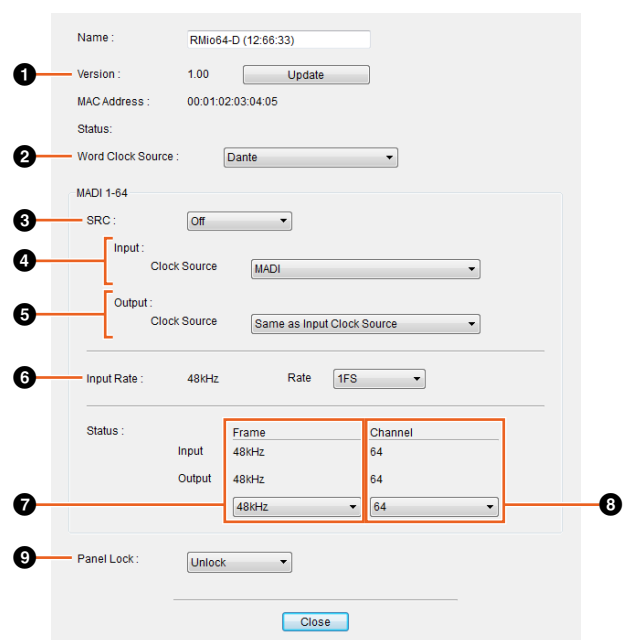 Name : RMio64-D (12:66:33)
1 Version : 1.00 Update
MAC Address : 00:01:02:03:04:05
Status:
2 Word Clock Source : Dante
MADI 1-64
3 SRC : Off
Input :
4 Clock Source MADI
Output :
5 Clock Source Same as Input Clock Source
6 Input Rate : 48kHz Rate 1FS
Status : Frame Channel
Input 48kHz 64
Output 48kHz 64
7 48kHz 64 8
9 Panel Lock : Unlock
Close